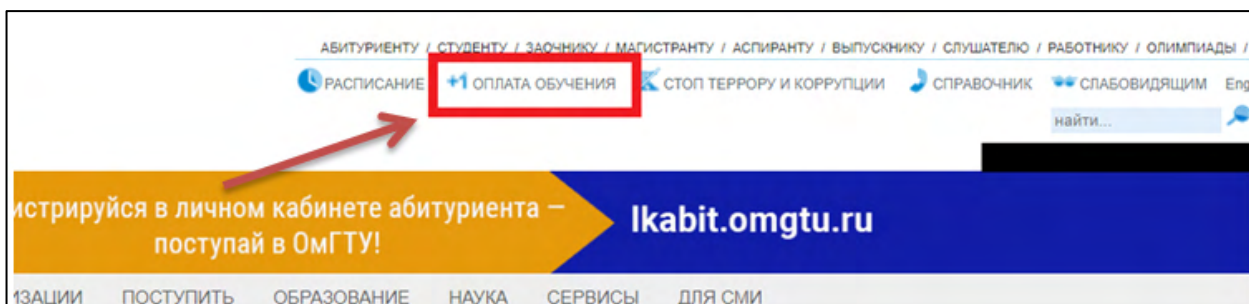 АБИТУРИЕНТУ / СТУДЕНТУ / ЗАОЧНИКУ / МАГИСТРАНТУ / АСПИРАНТУ / ВЫПУСКНИКУ / СЛУШАТЕЛЮ / РАБОТНИКУ / ОЛИМПИАДЫ /
РАСПИСАНИЕ +1 ОПЛАТА ОБУЧЕНИЯ СТОП ТЕРРОРУ И КОРРУПЦИИ СПРАВОЧНИК СЛАБОВИДЯЩИМ Eng
найти...
истрируйся в личном кабинете абитуриента —
поступай в ОмГТУ!
lkabit.omgtu.ru
ИЗАЦИИ ПОСТУПИТЬ ОБРАЗОВАНИЕ НАУКА СЕРВИСЫ ДЛЯ СМИ